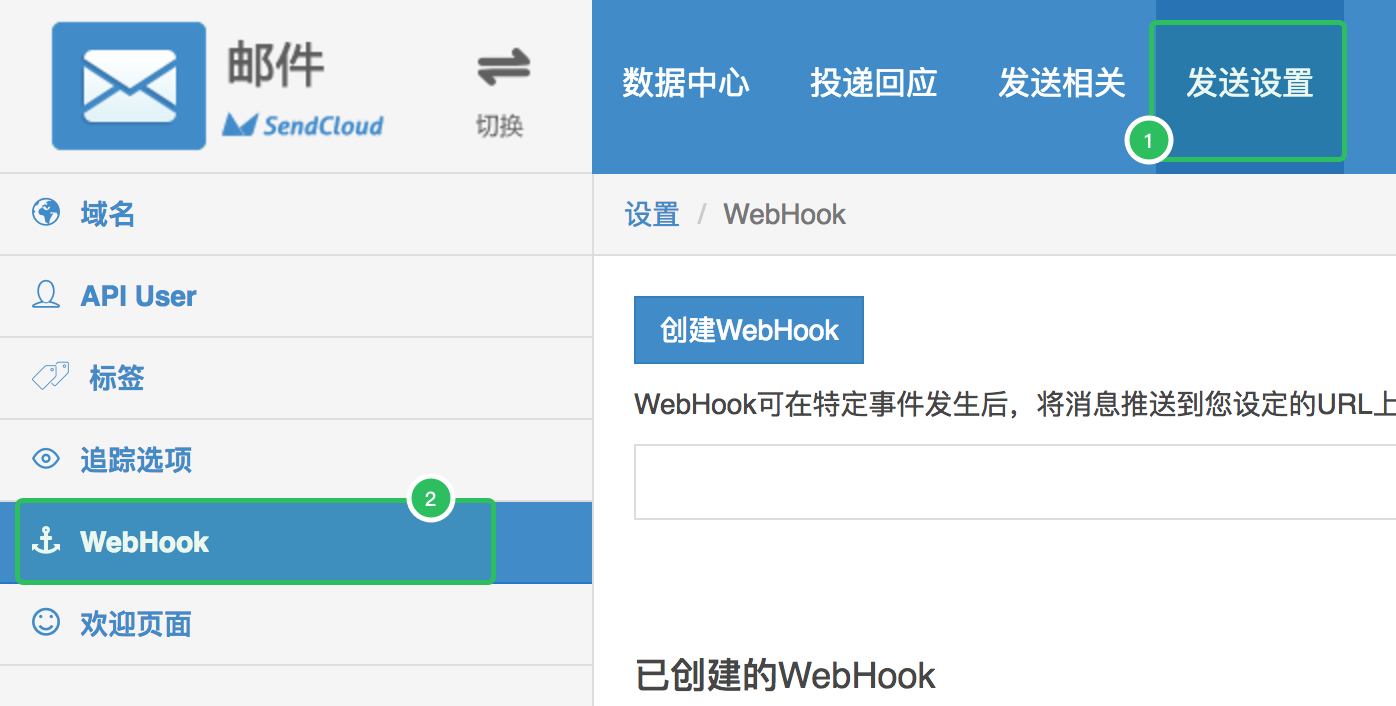 邮件
SendCloud
切换
数据中心
投递回应
发送相关
发送设置
1
域名
API User
标签
追踪选项
2
WebHook
欢迎页面
设置 / WebHook
创建WebHook
WebHook可在特定事件发生后，将消息推送到您设定的URL上
已创建的WebHook